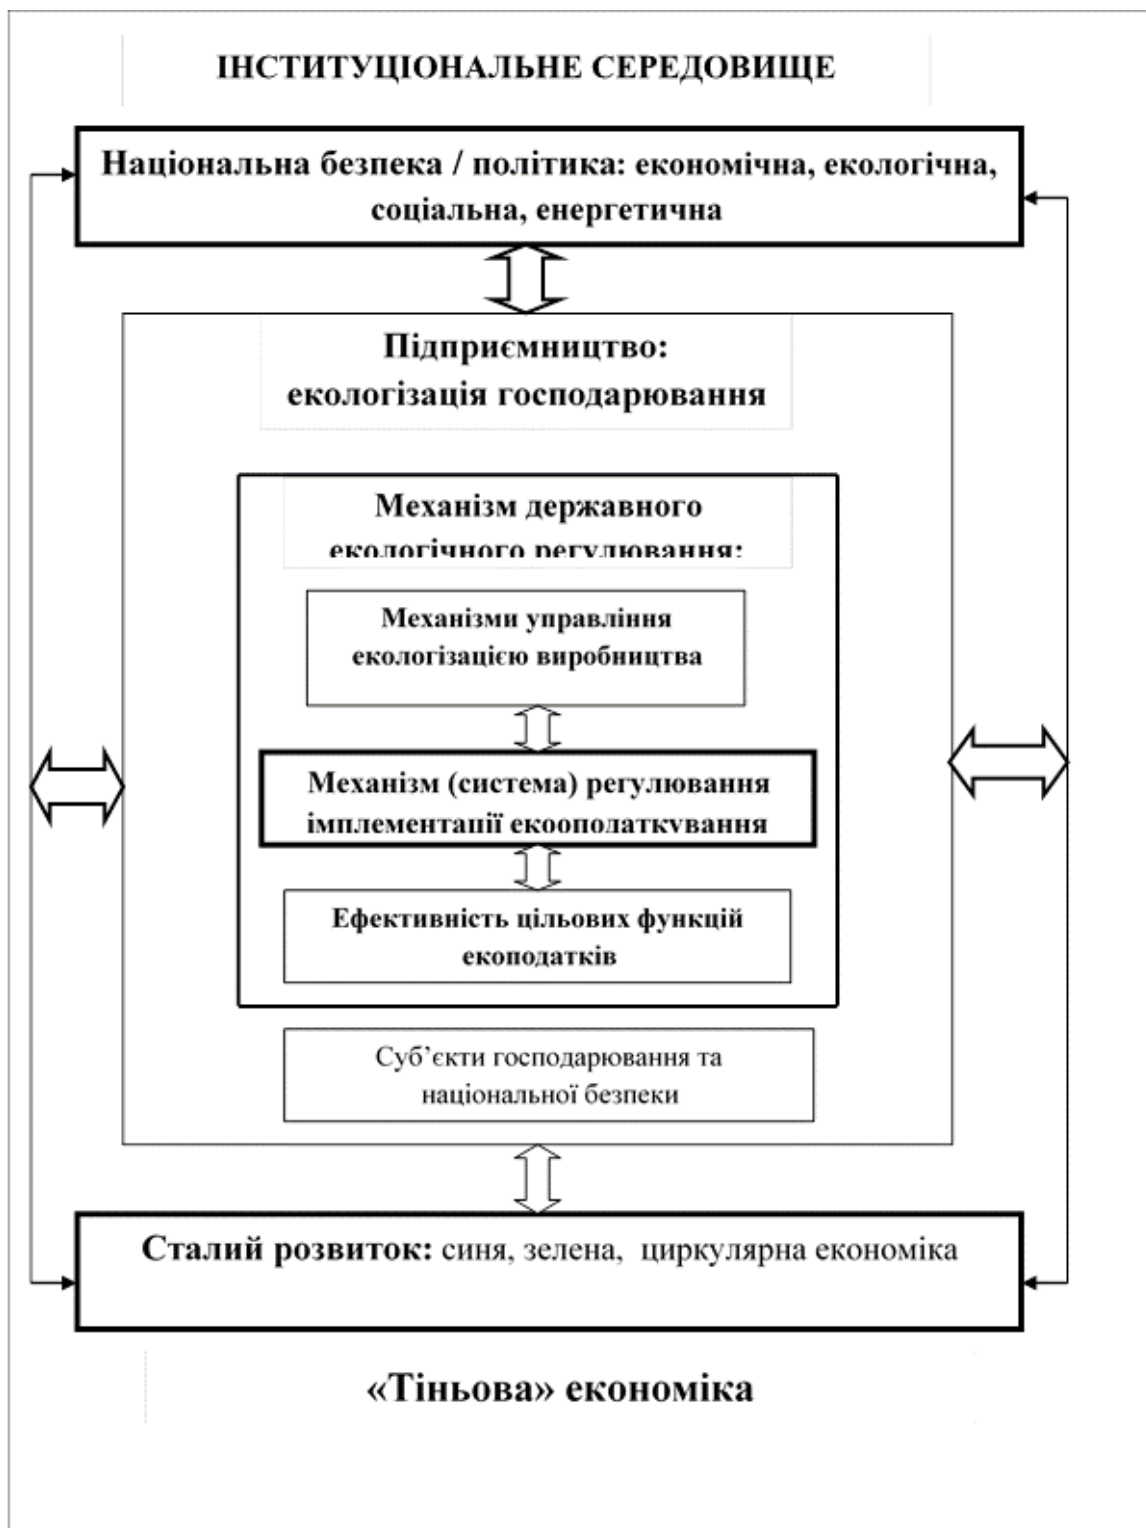 ІНСТИТУЦІОНАЛЬНЕ СЕРЕДОВИЩЕ
Національна безпека / політика: економічна, екологічна,
соціальна, енергетична
Підприємництво:
екологізація господарювання
Механізм державного
екологічного регулювання:
Механізми управління
екологізацією виробництва
Механізм (система) регулювання
імплементації екооподаткування
Ефективність цільових функцій
екоподатків
Суб’єкти господарювання та
національної безпеки
Сталий розвиток: синя, зелена, циркулярна економіка
«Тіньова» економіка